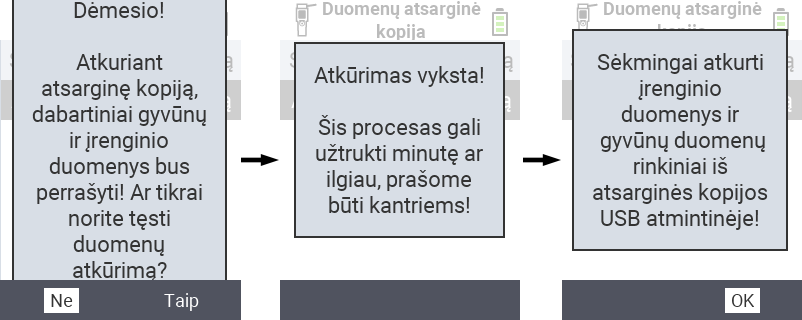 Dėmesio!
Atkuriant
atsarginę kopiją,
dabartiniai gyvūnų
ir įrenginio
duomenys bus
perrašyti! Ar tikrai
norite tęsti
duomenų
atkūrimą?
Ne
Taip
Duomenų atsarginė
kopija
Atkūrimas vyksta!
Šis procesas gali
užtrukti minutę ar
ilgiau, prašome
būti kantriems!
Duomenų atsarginė
Sėkmingai atkurti
įrenginio
duomenys ir
gyvūnų duomenų
rinkiniai iš
atsarginės kopijos
USB atmintinėje!
OK